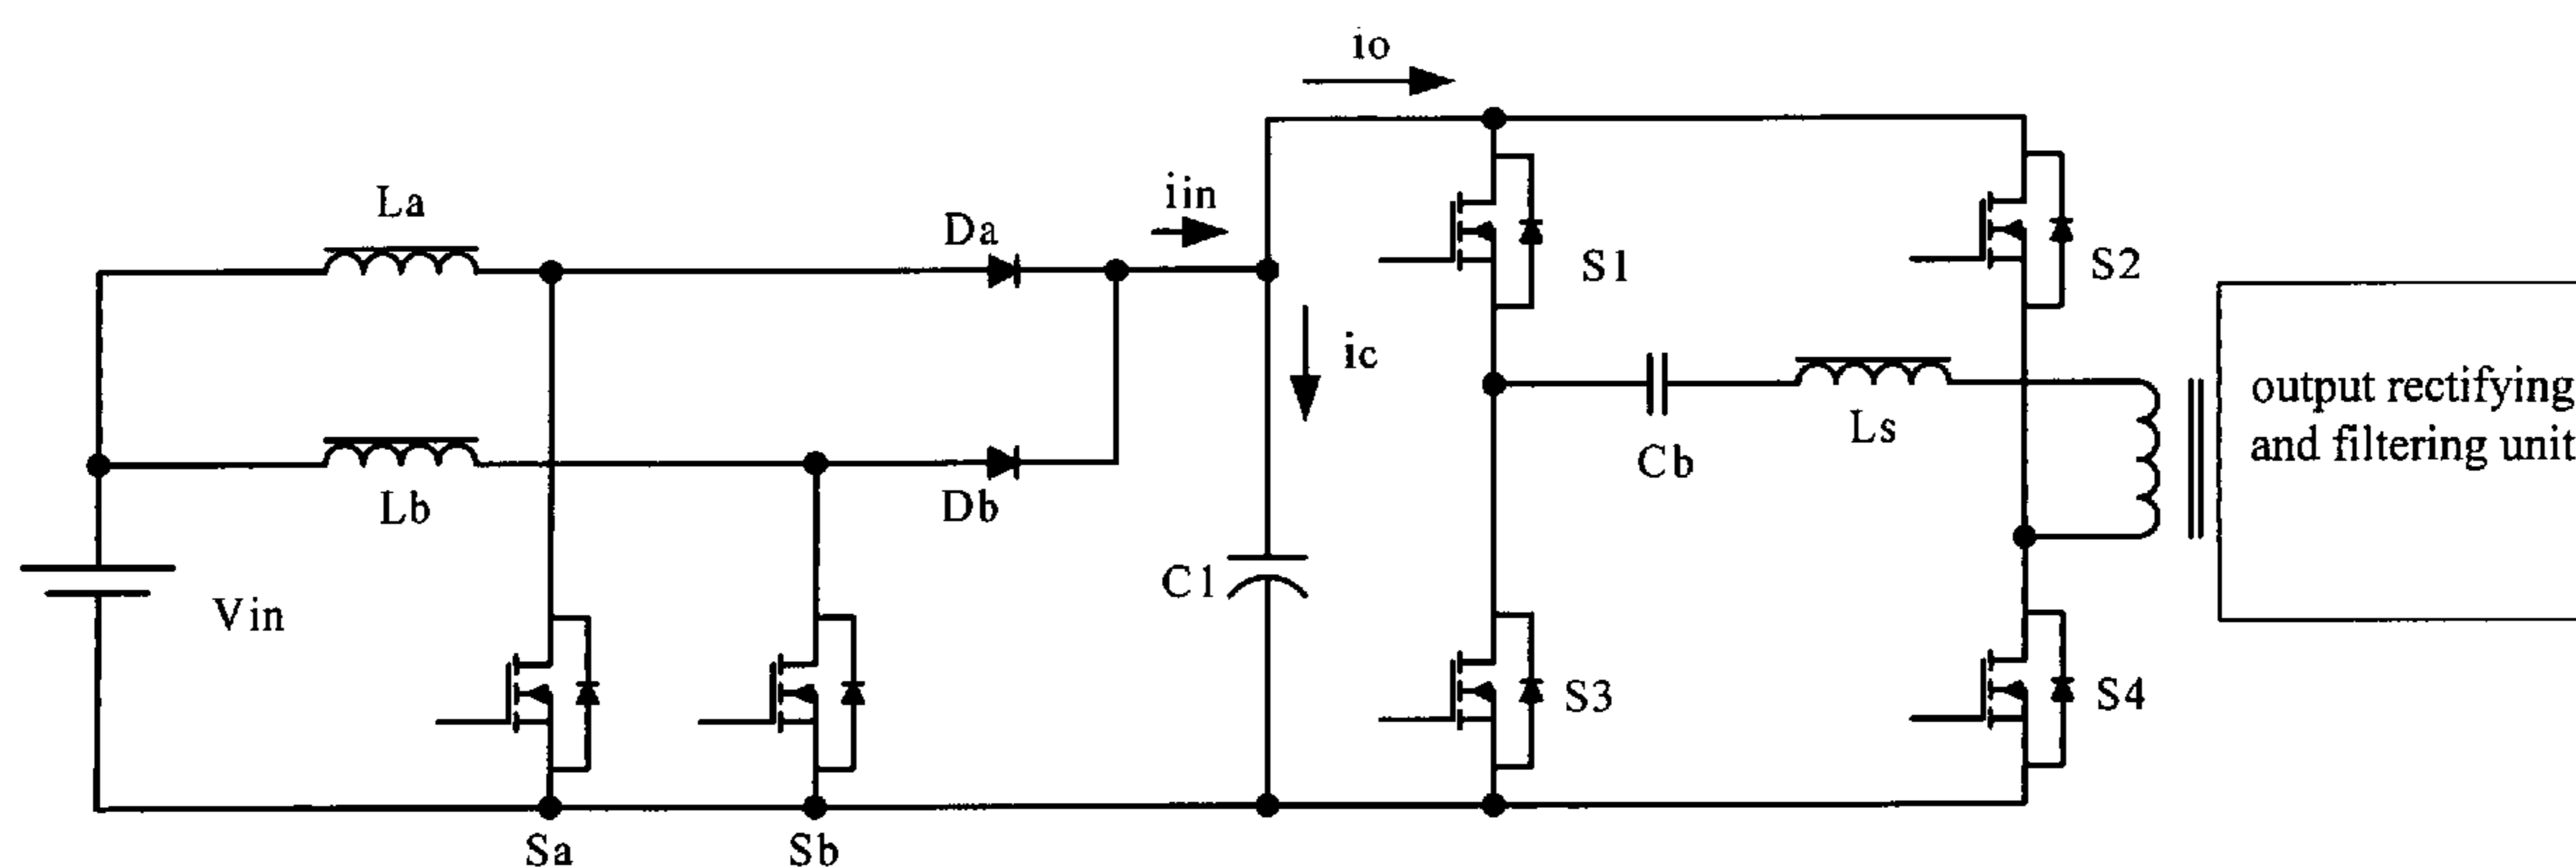 io
La
Da
iin
S1
S2
ic
output rectifying
and filtering unit
Ls
Cb
Lb
Db
C1
Vin
S3
S4
Sa
Sb